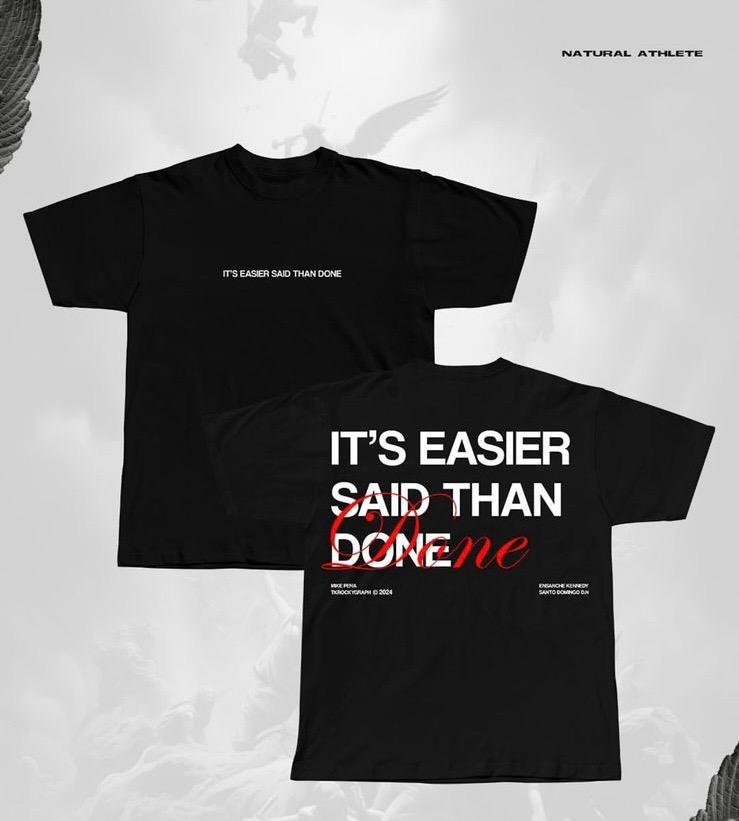 NATURAL ATHLETE
IT'S EASIER SAID THAN DONE
IT'S EASIER
SAID THAN
DONE
Done
MIKE PENA
TKROCKYGRAPH © 2024
ENSANCHE KENNEDY
SANTO DOMINGO D.N